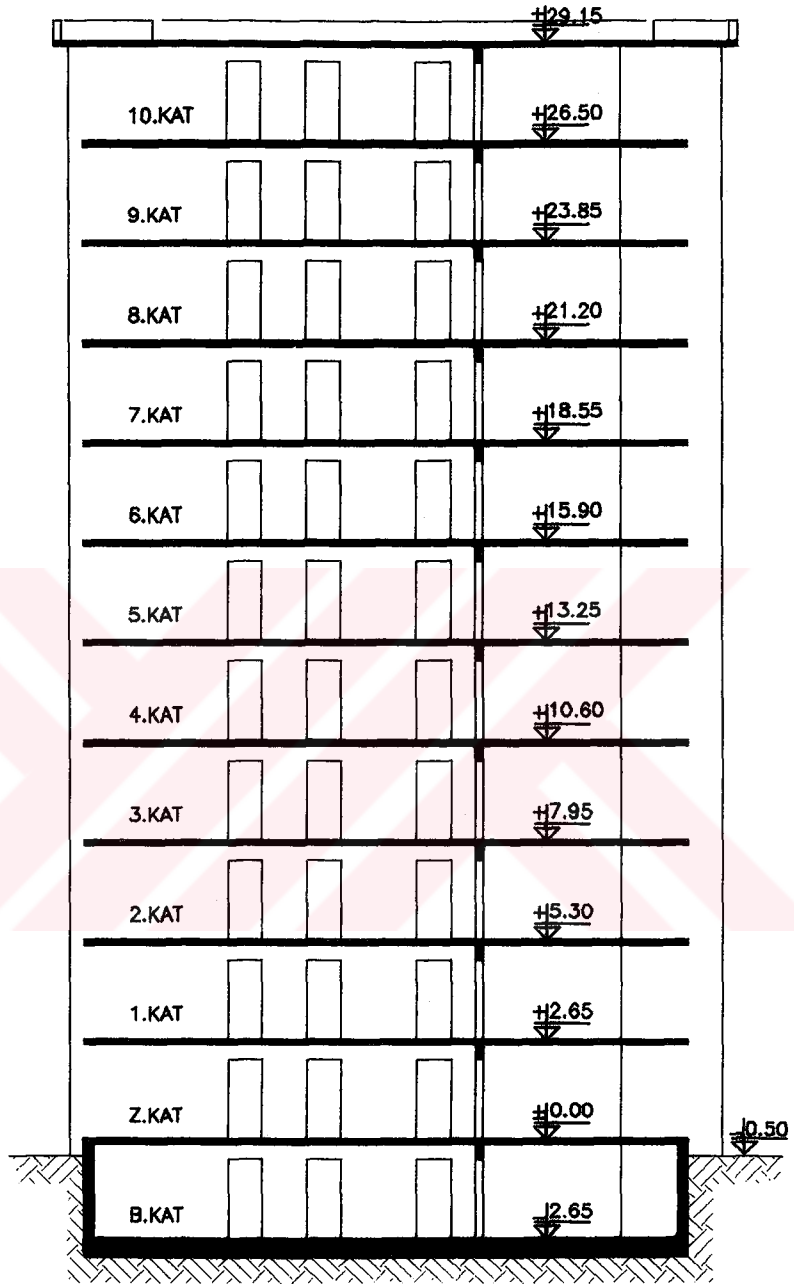 +29.15
10.KAT +26.50
9.KAT +23.85
8.KAT +21.20
7.KAT +18.55
6.KAT +15.90
5.KAT +13.25
4.KAT +10.60
3.KAT +7.95
2.KAT +5.30
1.KAT +2.65
Z.KAT ±0.00
-0.50
B.KAT -2.65